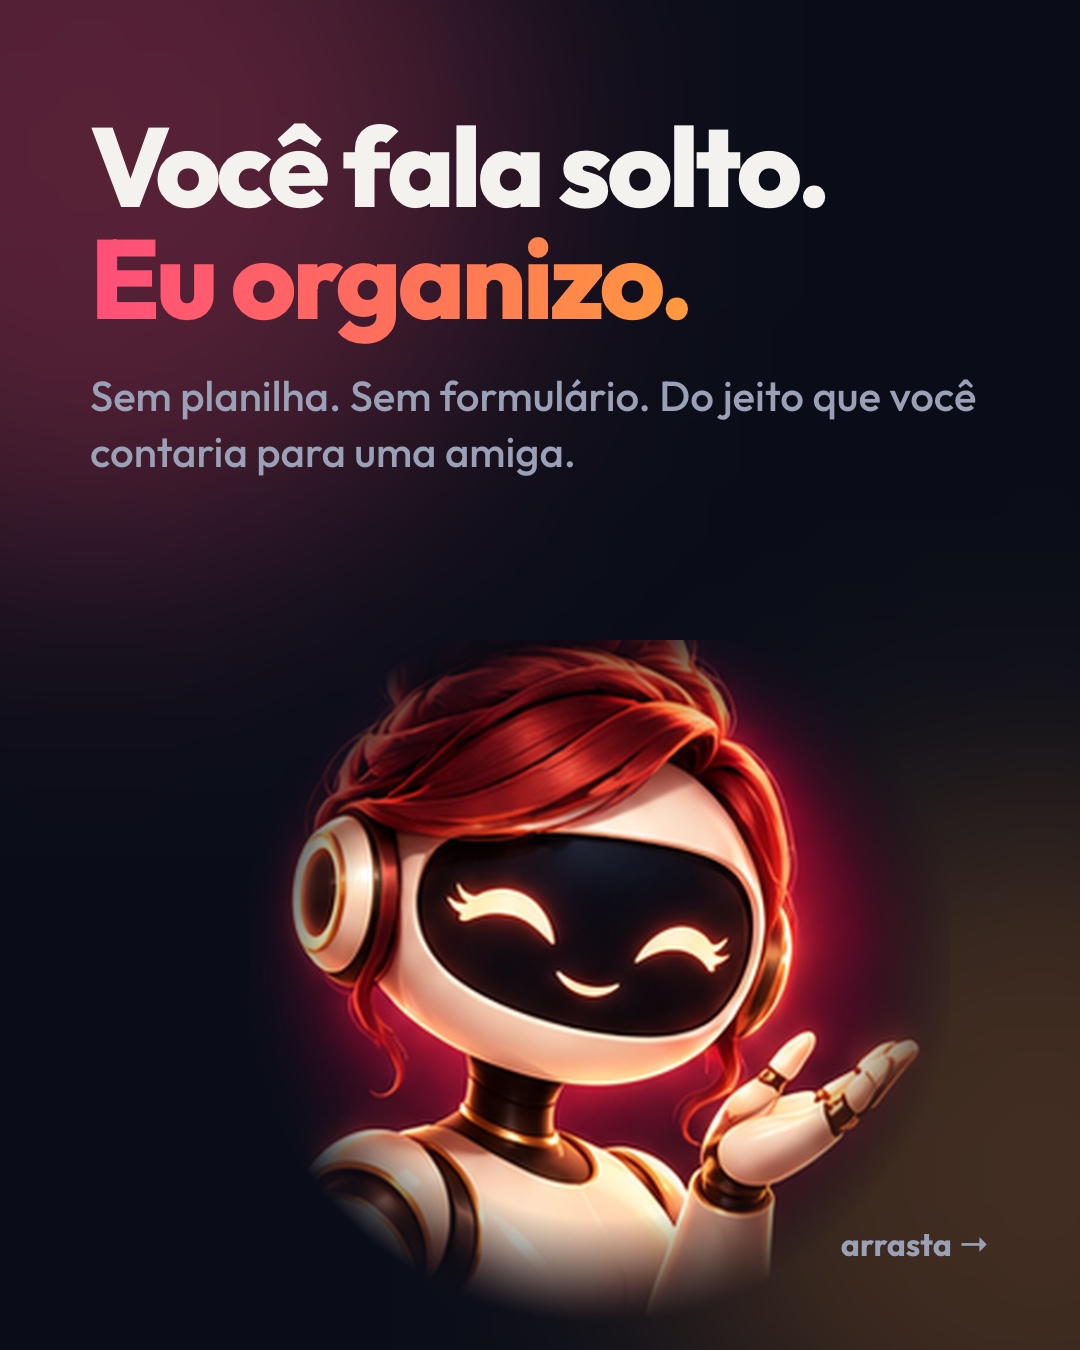 Você fala solto.
Eu organizo.
Sem planilha. Sem formulário. Do jeito que você
contaria para uma amiga.
arrasta →